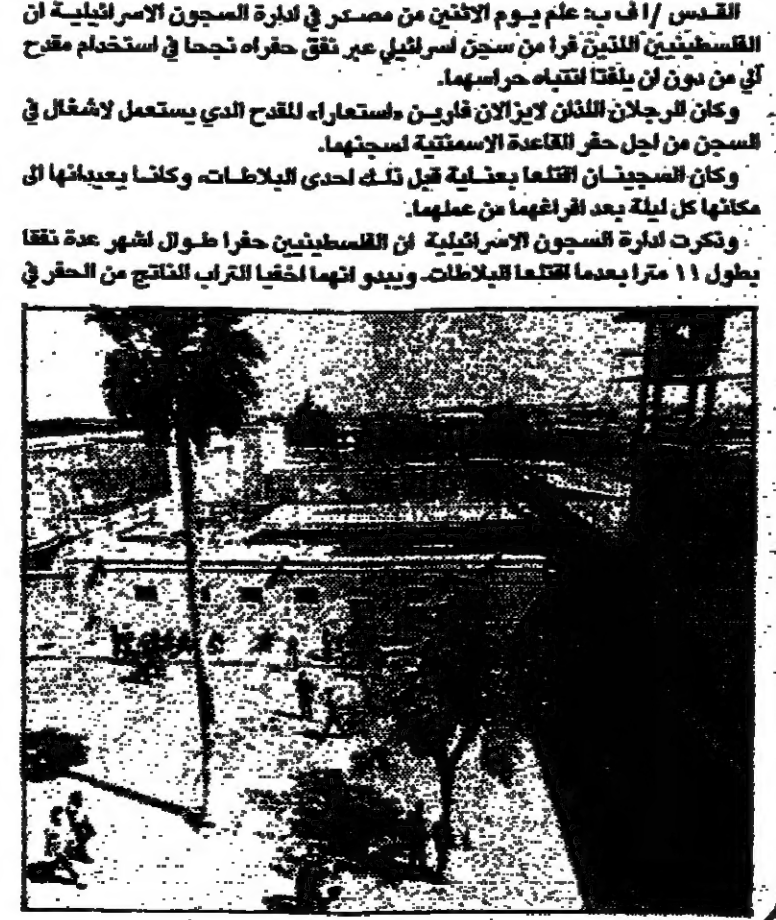 القدس /ا ف ب: علم يوم الاثنين من مصدر في ادارة السجون الاسرائيلية ان
الفلسطينيين اللذين فرا من سجن اسرائيلي عبر نفق حفراه نجحا في استخدام مقدح
آلي من دون ان يلفتا انتباه حراسهما.
وكان الرجلان اللذان لايزالان فارين «استعارا» المقدح الذي يستعمل لاشغال في
السجن من اجل حفر القاعدة الاسمنتية لسجنهما.
وكان السجينان اقتلعا بعناية قبل ذلك احدى البلاطات، وكانا يعيدانها الى
مكانها كل ليلة بعد افراغهما من عملهما.
وذكرت ادارة السجون الاسرائيلية ان الفلسطينيين حفرا طوال اشهر عدة نفقا
بطول ١١ مترا بعدما اقتلعا البلاطات. ويبدو انهما اخفيا التراب الناتج من الحفر في